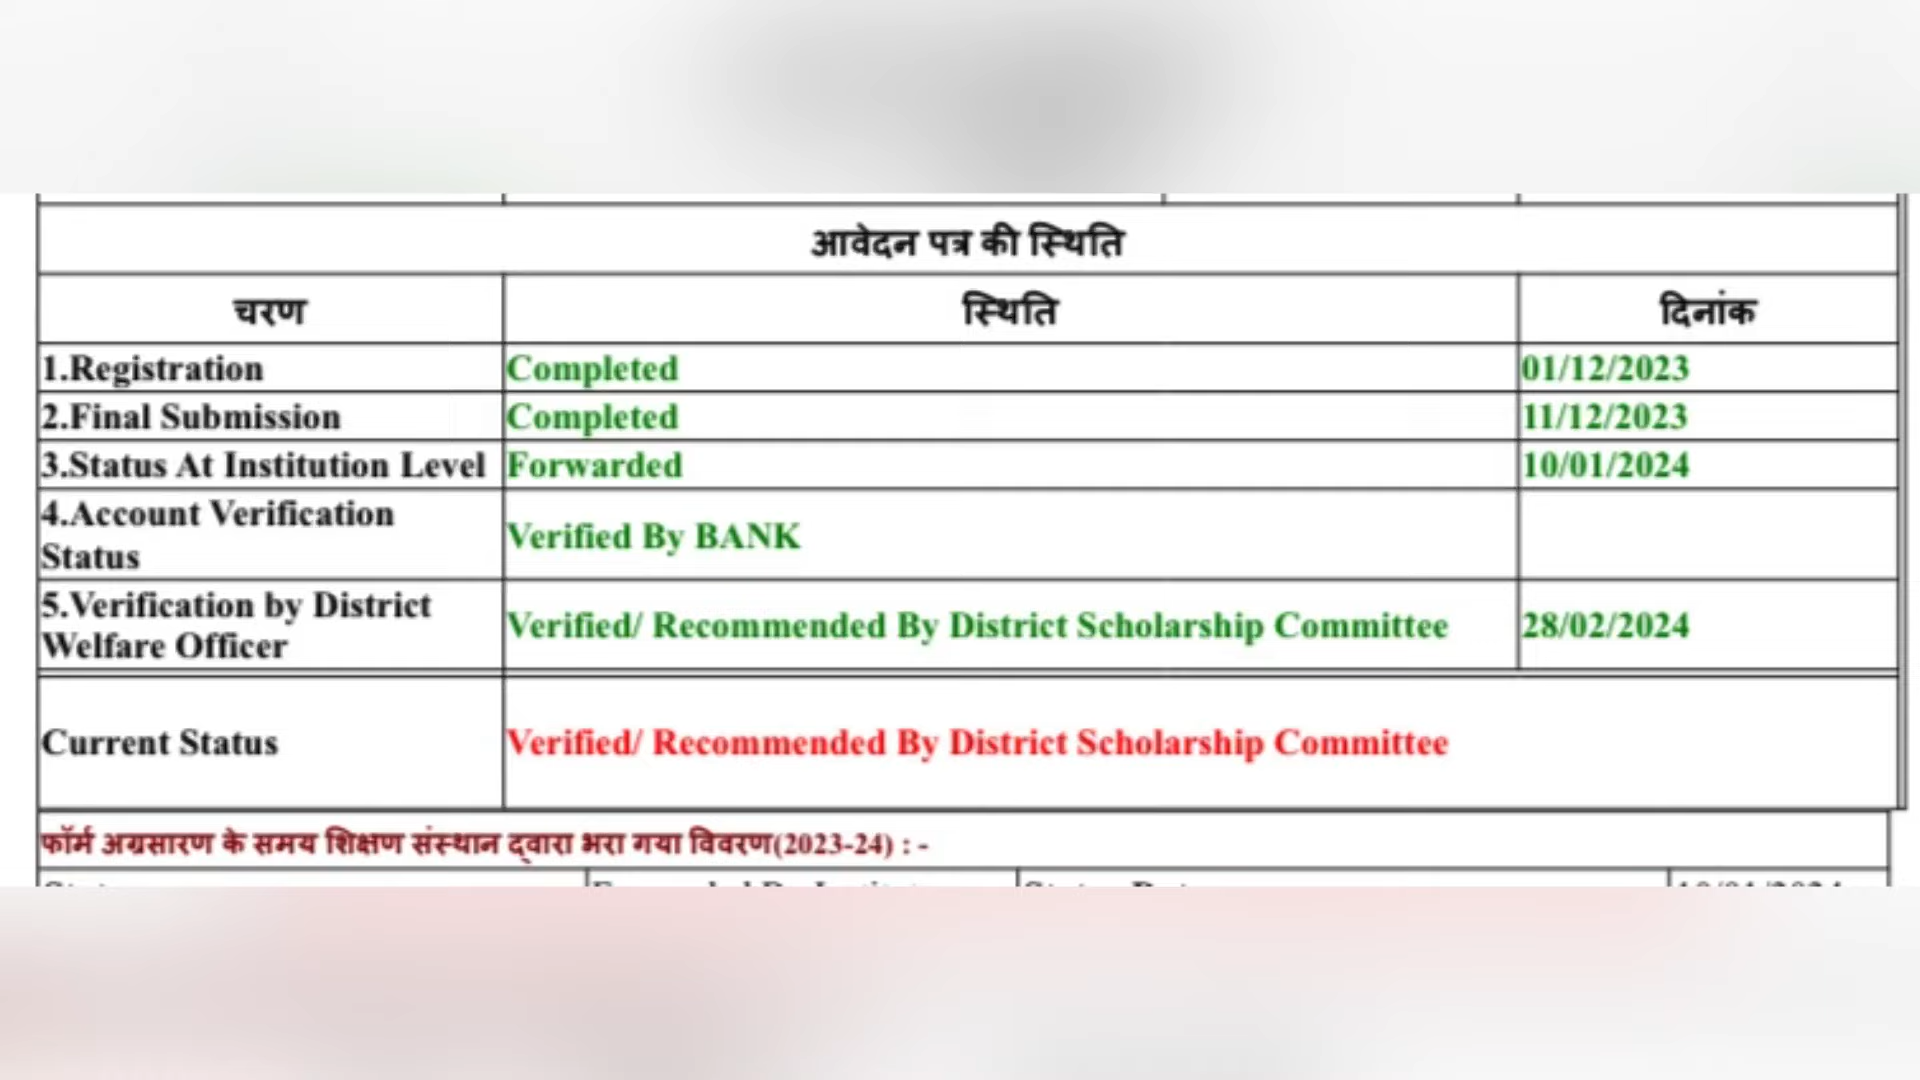 आवेदन पत्र की स्थिति
चरण स्थिति दिनांक
1.Registration Completed 01/12/2023
2.Final Submission Completed 11/12/2023
3.Status At Institution Level Forwarded 10/01/2024
4.Account Verification
Status
Verified By BANK
5.Verification by District
Welfare Officer
Verified/ Recommended By District Scholarship Committee 28/02/2024
Current Status Verified/ Recommended By District Scholarship Committee
फॉर्म अग्रसारण के समय शिक्षण संस्थान द्वारा भरा गया विवरण(2023-24) : -